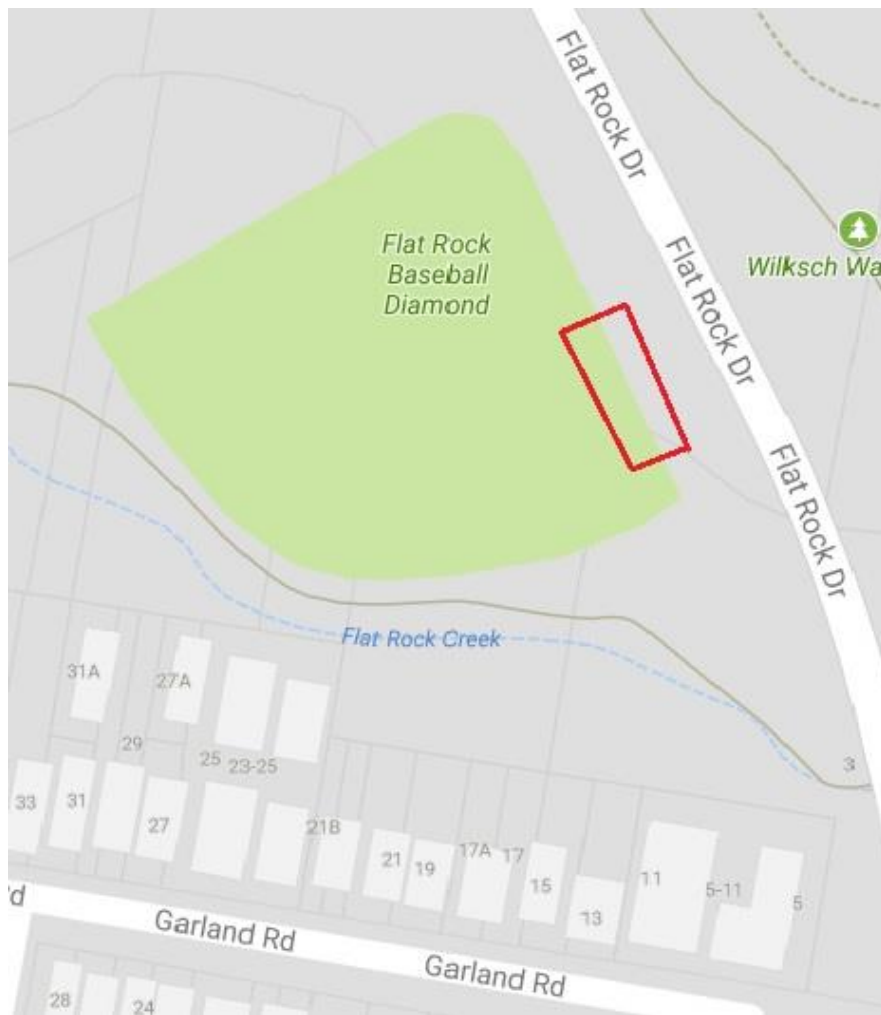 Flat Rock Dr
Flat Rock
Baseball
Diamond
Flat Rock Dr
Wilksch Wa
Flat Rock Dr
Flat Rock Creek
31A
27A
29
25
23-25
3
33
31
27
21B
21
19
17A
17
15
13
11
5-11
5
Rd
Garland Rd
Garland Rd
28
24